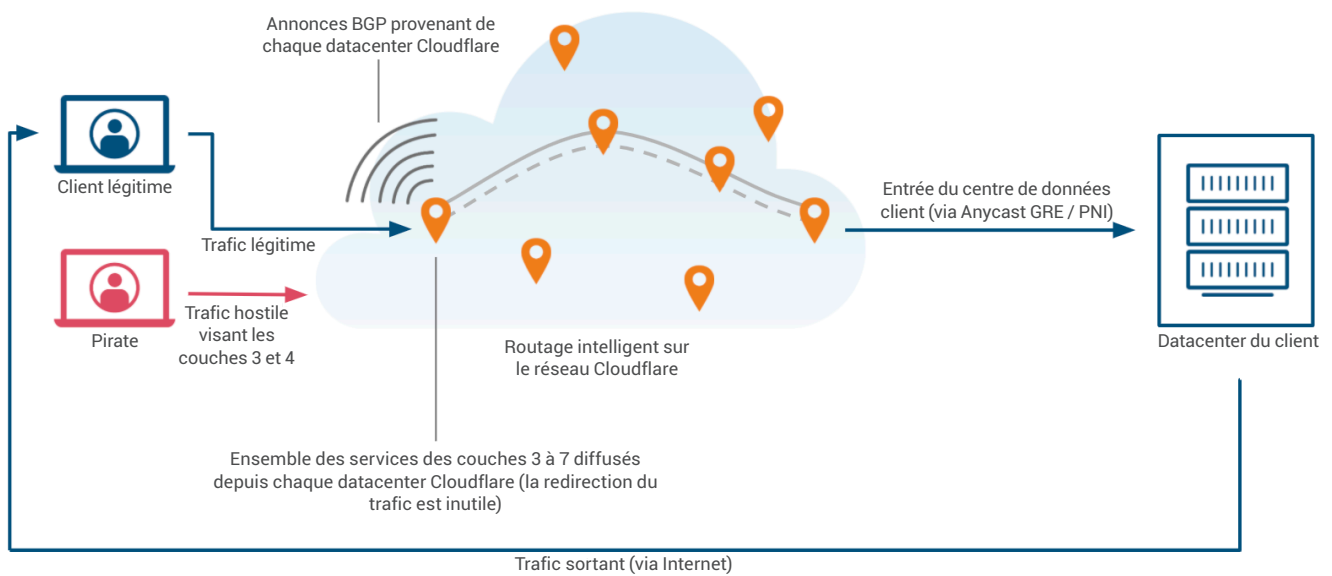 Annonces BGP provenant de
chaque datacenter Cloudflare
Client légitime
Trafic légitime
Pirate
Trafic hostile
visant les
couches 3 et 4
Routage intelligent sur
le réseau Cloudflare
Entrée du centre de données
client (via Anycast GRE / PNI)
Datacenter du client
Ensemble des services des couches 3 à 7 diffusés
depuis chaque datacenter Cloudflare (la redirection du
trafic est inutile)
Trafic sortant (via Internet)